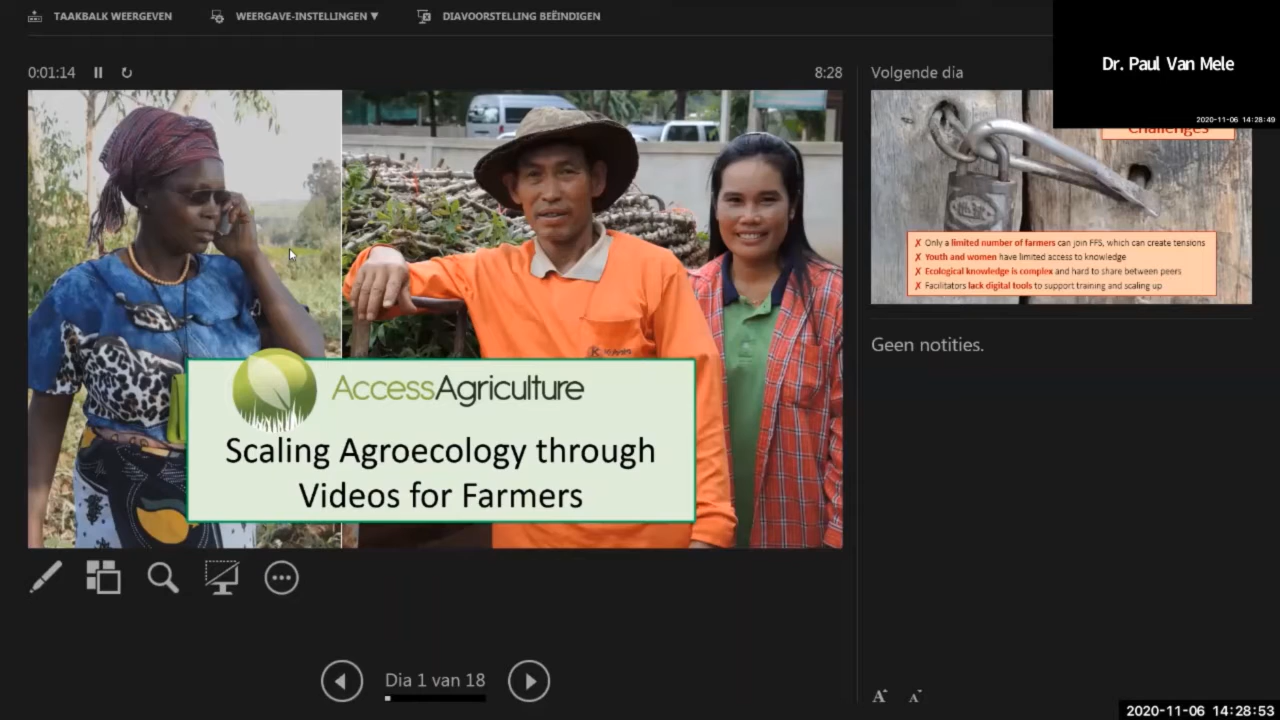 TAAKBALK WEERGEVEN
WEERGAVE-INSTELLINGEN ▼
DIAVOORSTELLING BEËINDIGEN
Dr. Paul Van Mele
2020-11-06 14:28:49
0:01:14
8:28
Volgende dia
Challenges
✗ Only a limited number of farmers can join FFS, which can create tensions
✗ Youth and women have limited access to knowledge
✗ Ecological knowledge is complex and hard to share between peers
✗ Facilitators lack digital tools to support training and scaling up
AccessAgriculture
Scaling Agroecology through
Videos for Farmers
Geen notities.
Dia 1 van 18
A A
2020-11-06 14:28:53